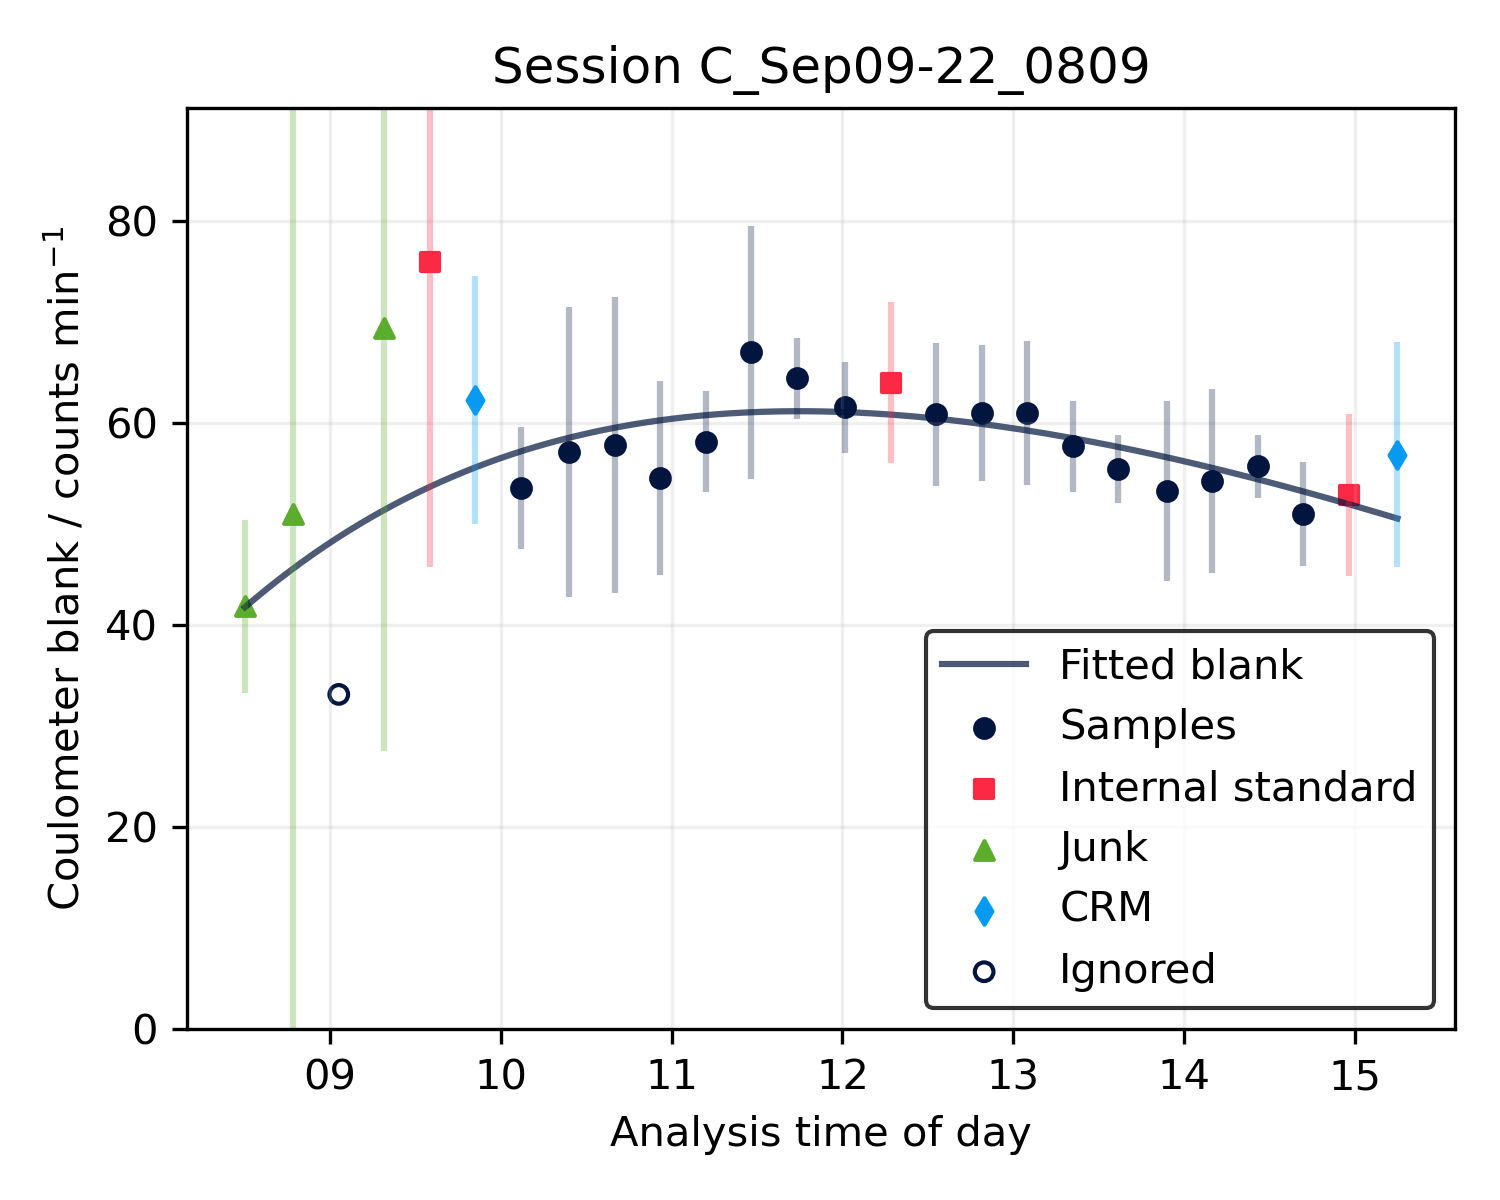 Session C_Sep09-22_0809
Coulometer blank / counts min⁻¹
80
60
40
20
0
09 10 11 12 13 14 15
Analysis time of day
Fitted blank
Samples
Internal standard
Junk
CRM
Ignored